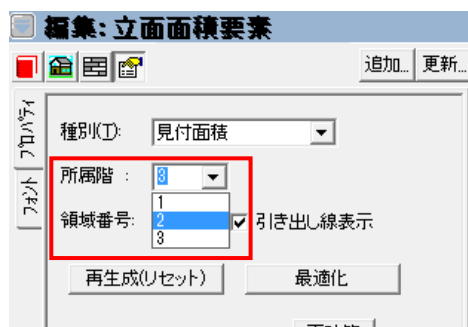 編集: 立面面積要素
追加... 更新...
プロパティ
フォント
種別(T): 見付面積
所属階 : 3
1
2
3
領域番号: 引き出し線表示
再生成(リセット) 最適化